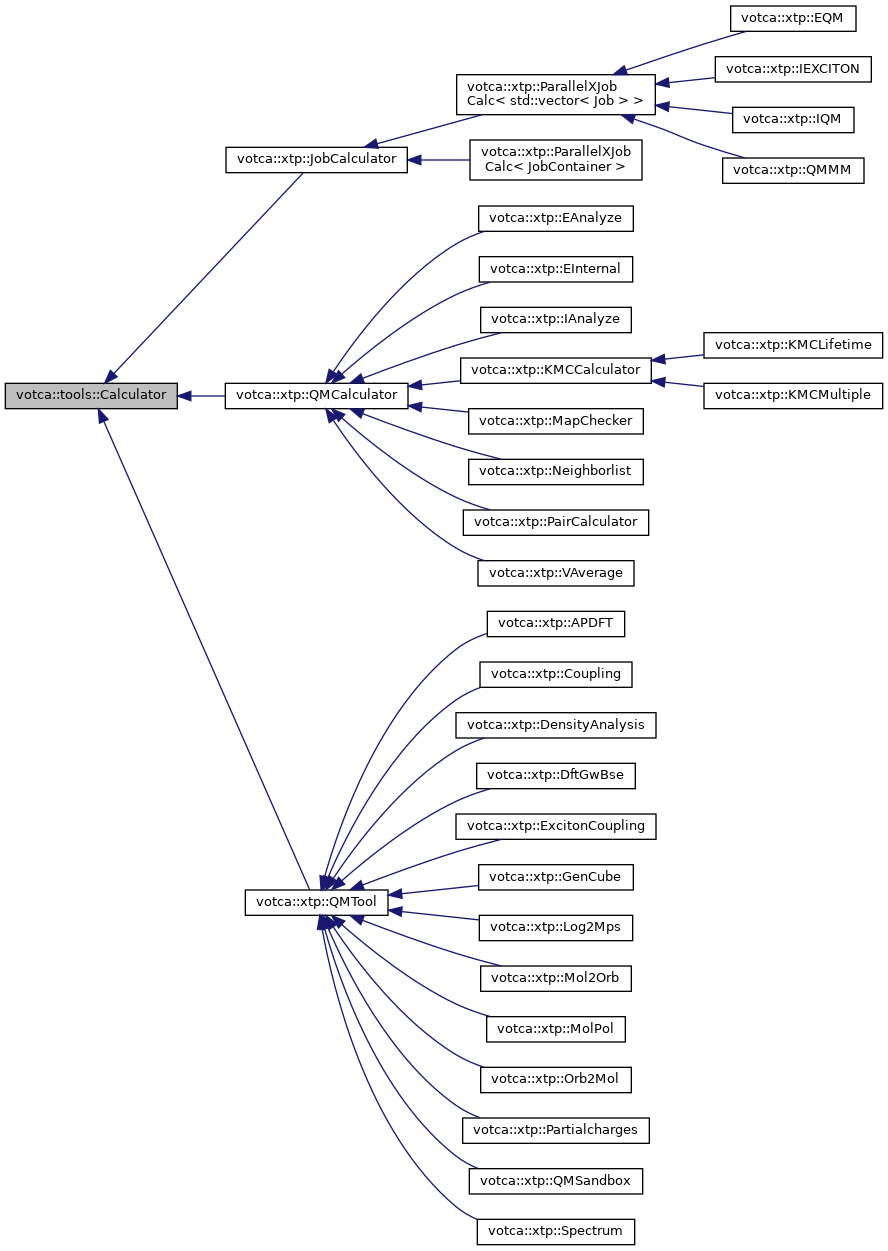 votca::xtp::EQM
votca::xtp::IEXCITON
votca::xtp::ParallelXJob
Calc< std::vector< Job > >
votca::xtp::IQM
votca::xtp::JobCalculator
votca::xtp::ParallelXJob
Calc< JobContainer >
votca::xtp::QMMM
votca::xtp::EAnalyze
votca::xtp::EInternal
votca::xtp::IAnalyze
votca::xtp::KMCLifetime
votca::xtp::KMCCalculator
votca::tools::Calculator
votca::xtp::QMCalculator
votca::xtp::KMCMultiple
votca::xtp::MapChecker
votca::xtp::Neighborlist
votca::xtp::PairCalculator
votca::xtp::VAverage
votca::xtp::APDFT
votca::xtp::Coupling
votca::xtp::DensityAnalysis
votca::xtp::DftGwBse
votca::xtp::ExcitonCoupling
votca::xtp::GenCube
votca::xtp::QMTool
votca::xtp::Log2Mps
votca::xtp::Mol2Orb
votca::xtp::MolPol
votca::xtp::Orb2Mol
votca::xtp::Partialcharges
votca::xtp::QMSandbox
votca::xtp::Spectrum